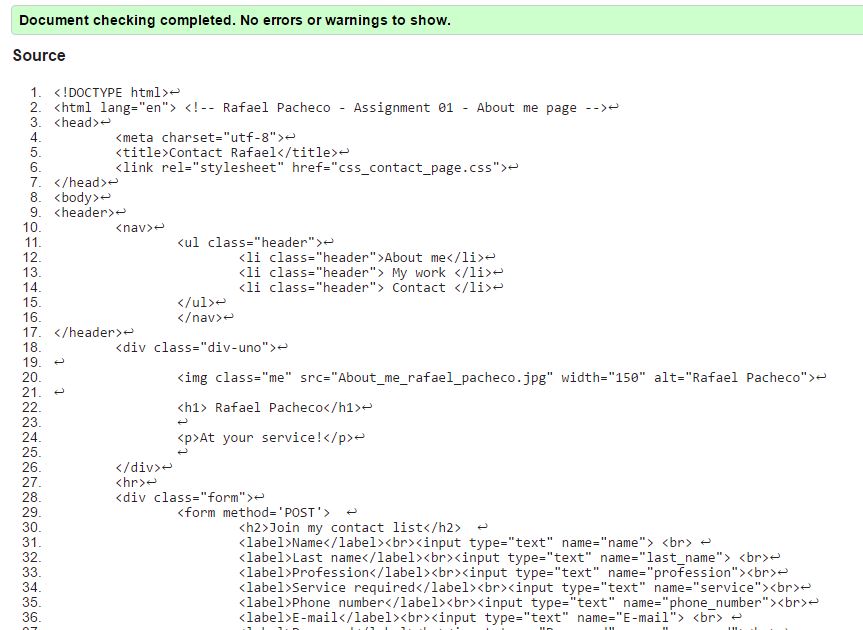 Document checking completed. No errors or warnings to show.
Source
1. <!DOCTYPE html>↩
2. <html lang="en"> <!-- Rafael Pacheco - Assignment 01 - About me page -->↩
3. <head>↩
4. <meta charset="utf-8">↩
5. <title>Contact Rafael</title>↩
6. <link rel="stylesheet" href="css_contact_page.css">↩
7. </head>↩
8. <body>↩
9. <header>↩
10. <nav>↩
11. <ul class="header">↩
12. <li class="header">About me</li>↩
13. <li class="header"> My work </li>↩
14. <li class="header"> Contact </li>↩
15. </ul>↩
16. </nav>↩
17. </header>↩
18. <div class="div-uno">↩
19. ↩
20. <img class="me" src="About_me_rafael_pacheco.jpg" width="150" alt="Rafael Pacheco">↩
21. ↩
22. <h1> Rafael Pacheco</h1>↩
23. ↩
24. <p>At your service!</p>↩
25. ↩
26. </div>↩
27. <hr>↩
28. <div class="form">↩
29. <form method='POST'> ↩
30. <h2>Join my contact list</h2> ↩
31. <label>Name</label><br><input type="text" name="name"> <br> ↩
32. <label>Last name</label><br><input type="text" name="last_name"> <br>↩
33. <label>Profession</label><br><input type="text" name="profession"><br>↩
34. <label>Service required</label><br><input type="text" name="service"><br>↩
35. <label>Phone number</label><br><input type="text" name="phone_number"><br>↩
36. <label>E-mail</label><br><input type="text" name="E-mail"> <br> ↩